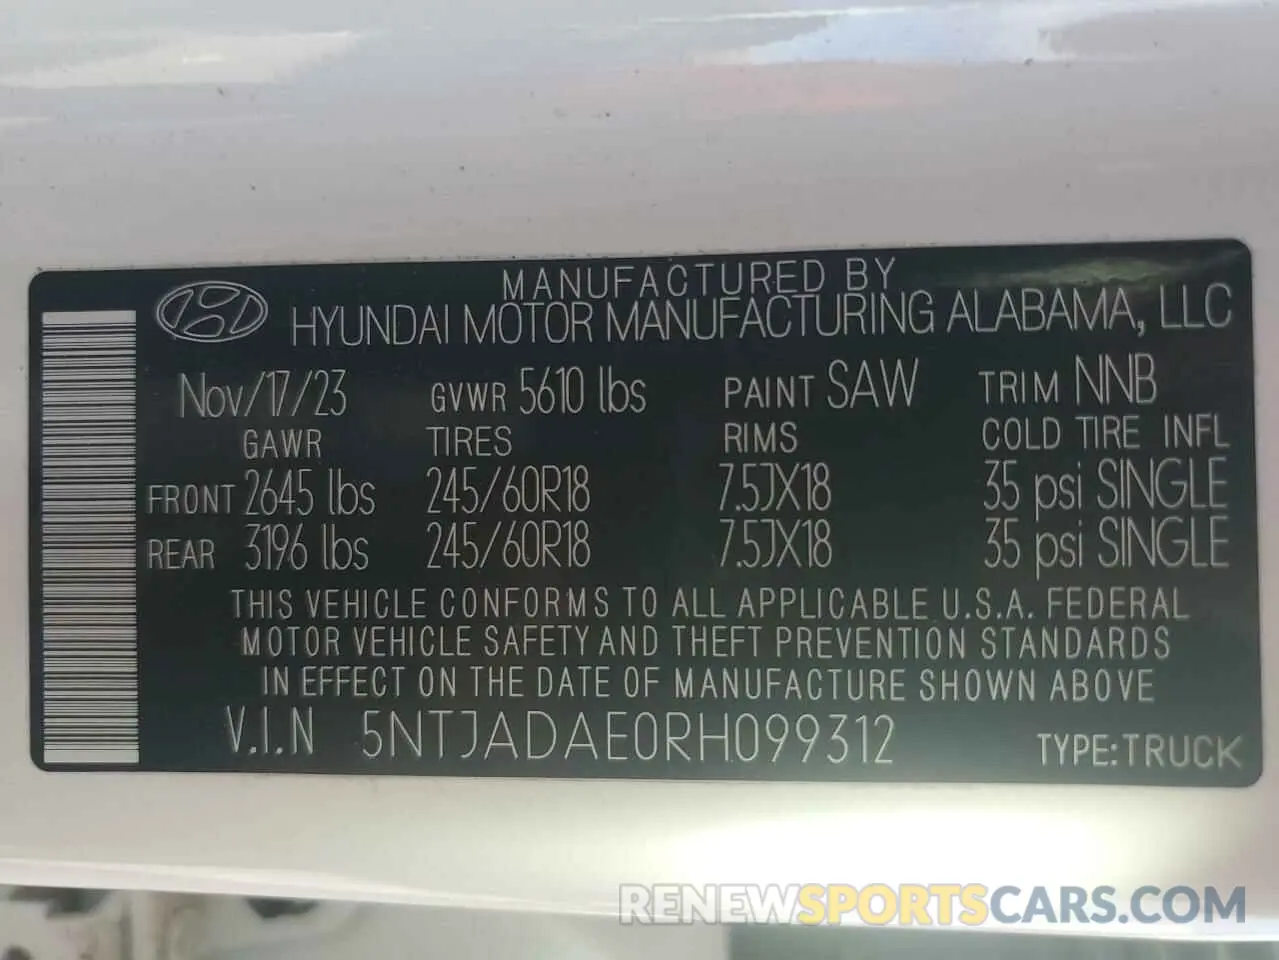 MANUFACTURED BY
HYUNDAI MOTOR MANUFACTURING ALABAMA, LLC
Nov/17/23 GVWR 5610 lbs PAINT SAW TRIM NNB
GAWR TIRES RIMS COLD TIRE INFL
FRONT 2645 lbs 245/60R18 7.5JX18 35 psi SINGLE
REAR 3196 lbs 245/60R18 7.5JX18 35 psi SINGLE
THIS VEHICLE CONFORMS TO ALL APPLICABLE U.S.A. FEDERAL
MOTOR VEHICLE SAFETY AND THEFT PREVENTION STANDARDS
IN EFFECT ON THE DATE OF MANUFACTURE SHOWN ABOVE
V.I.N 5NTJADAE0RH099312 TYPE:TRUCK
RENEWSPORTSCARS.COM